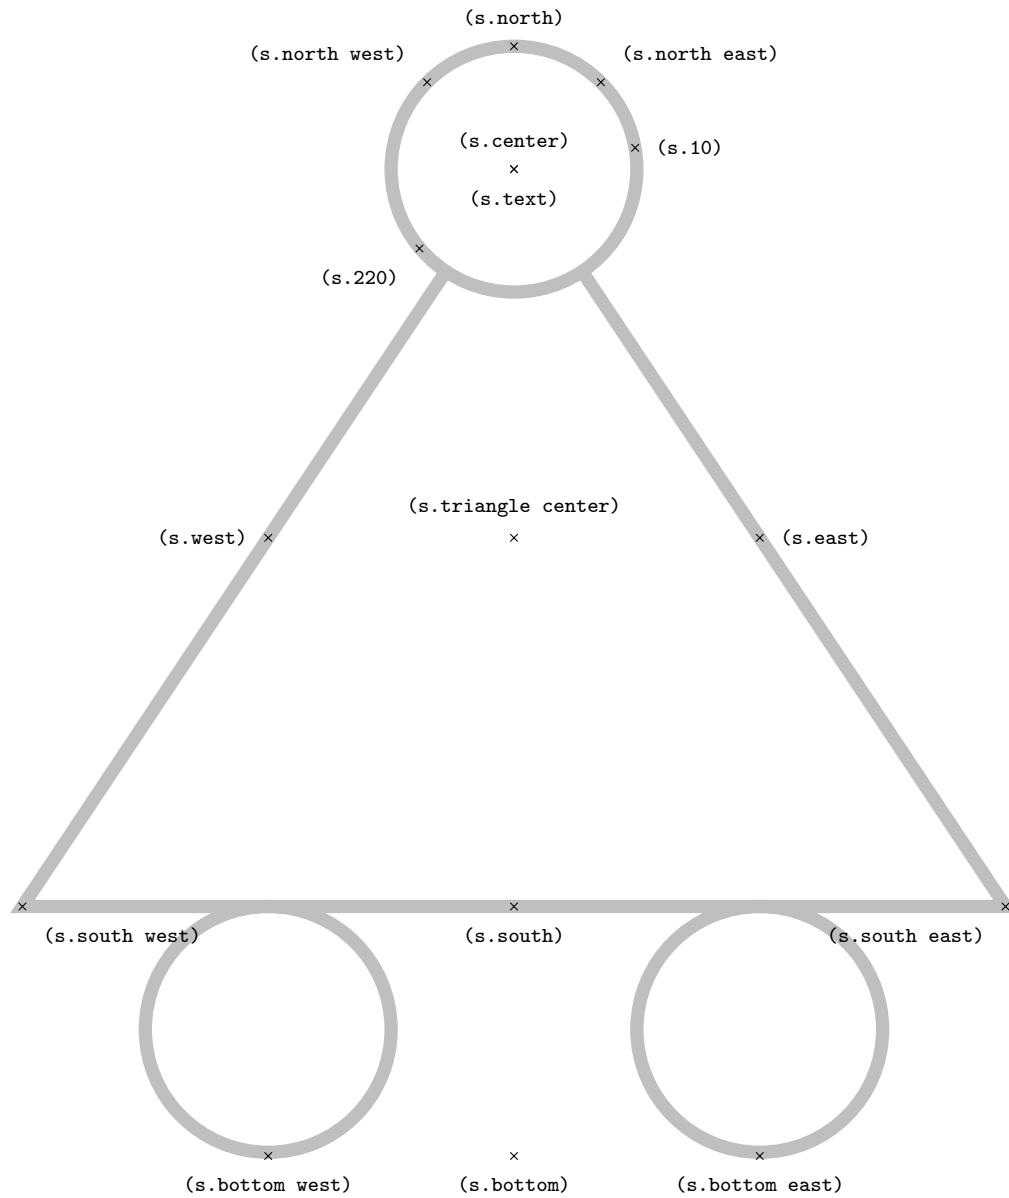 (s.north)
(s.north west)
(s.north east)
(s.center)
(s.10)
(s.text)
(s.220)
(s.triangle center)
(s.west)
(s.east)
(s.south west)
(s.south)
(s.south east)
(s.bottom west)
(s.bottom)
(s.bottom east)